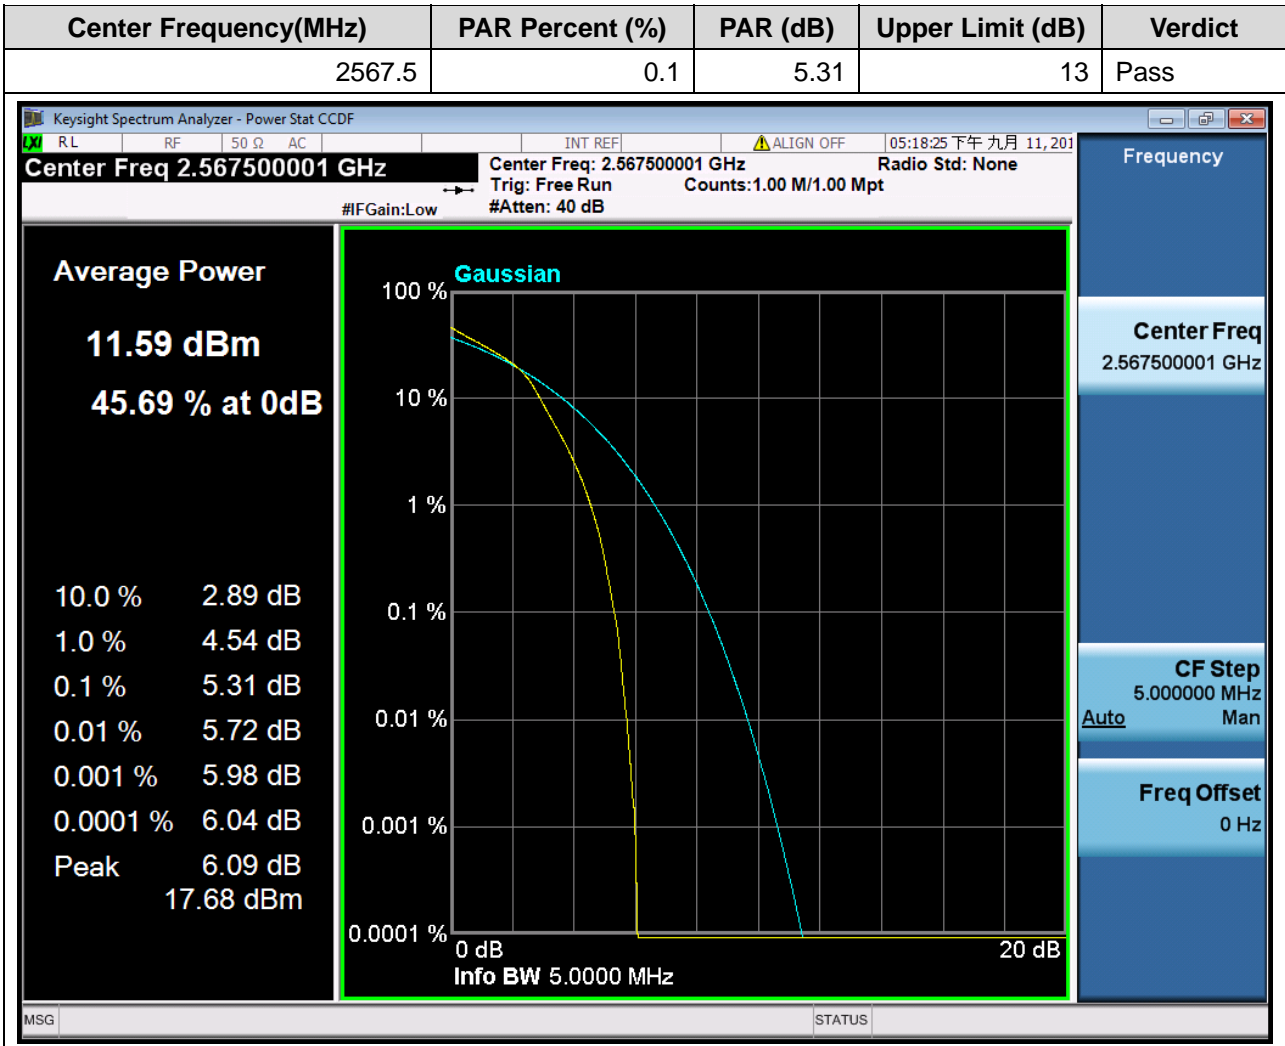 Center Frequency(MHz) PAR Percent (%) PAR (dB) Upper Limit (dB) Verdict
2567.5 0.1 5.31 13 Pass
Keysight Spectrum Analyzer - Power Stat CCDF
LXI RL RF 50 Ω AC INT REF ALIGN OFF 05:18:25 下午 九月 11, 201
Center Freq 2.567500001 GHz
Center Freq: 2.567500001 GHz Radio Std: None
Trig: Free Run Counts:1.00 M/1.00 Mpt
#IFGain:Low #Atten: 40 dB
Average Power
11.59 dBm
45.69 % at 0dB
10.0 % 2.89 dB
1.0 % 4.54 dB
0.1 % 5.31 dB
0.01 % 5.72 dB
0.001 % 5.98 dB
0.0001 % 6.04 dB
Peak 6.09 dB
17.68 dBm
Gaussian
100 %
10 %
1 %
0.1 %
0.01 %
0.001 %
0.0001 %
0 dB 20 dB
Info BW 5.0000 MHz
Frequency
Center Freq
2.567500001 GHz
CF Step
5.000000 MHz
Auto Man
Freq Offset
0 Hz
MSG STATUS